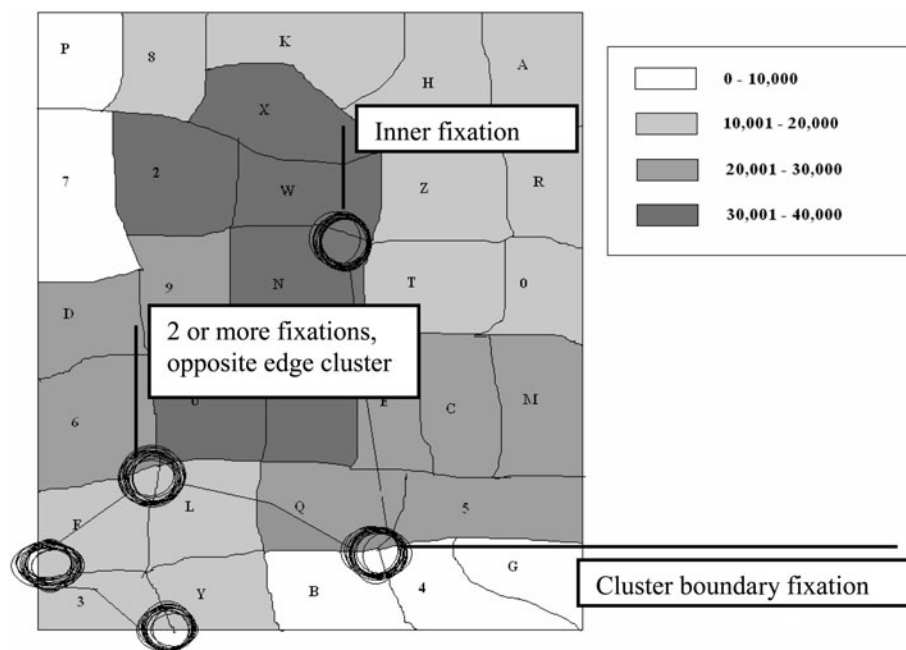 P
8
K
H
A
0 - 10,000
10,001 - 20,000
20,001 - 30,000
30,001 - 40,000
X
Inner fixation
7
2
W
Z
R
9
N
T
0
D
2 or more fixations,
opposite edge cluster
6
E
C
M
L
Q
5
3
Y
B
4
G
Cluster boundary fixation